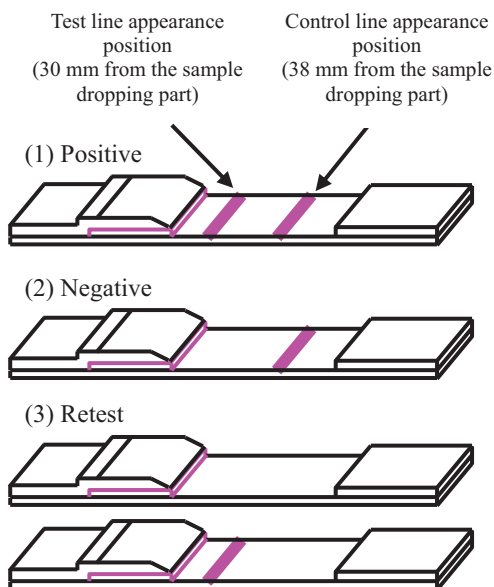 Test line appearance
position
(30 mm from the sample
dropping part)
Control line appearance
position
(38 mm from the sample
dropping part)
(1) Positive
(2) Negative
(3) Retest